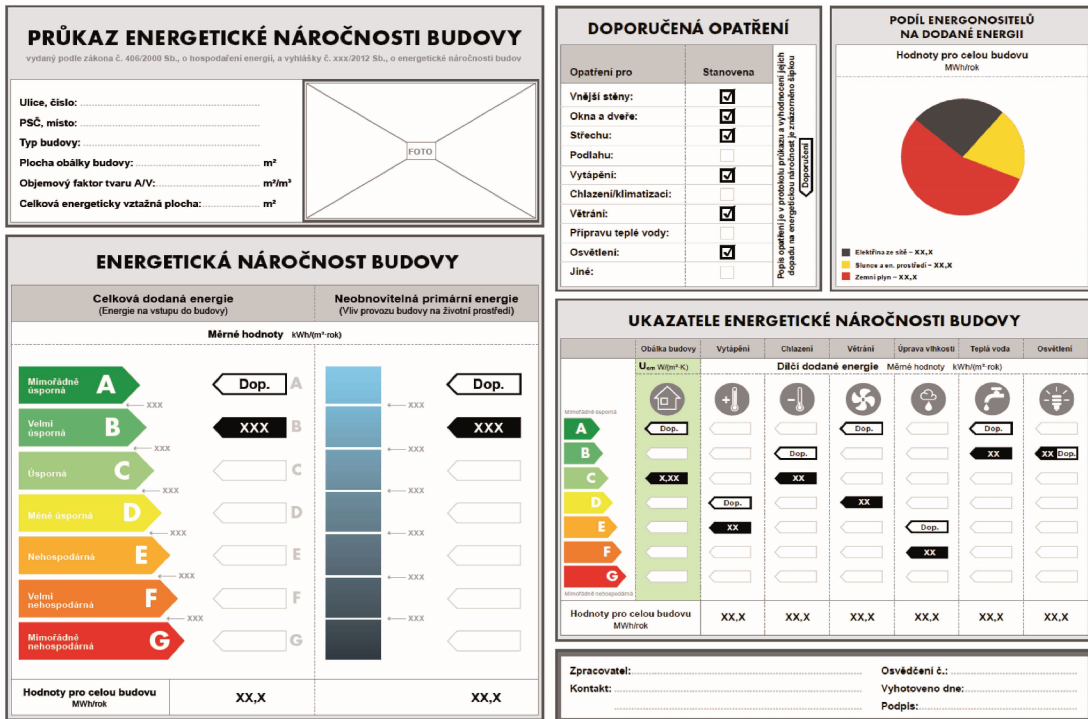 PRŮKAZ ENERGETICKÉ NÁROČNOSTI BUDOVY
vydaný podle zákona č. 406/2000 Sb., o hospodaření energií, a vyhlášky č. xxx/2012 Sb., o energetické náročnosti budov
Ulice, číslo:
PSČ, místo:
Typ budovy:
Plocha obálky budovy: m²
Objemový faktor tvaru A/V: m²/m³
Celková energeticky vztažná plocha: m²
FOTO
ENERGETICKÁ NÁROČNOST BUDOVY
Celková dodaná energie
(Energie na vstupu do budovy)
Neobnovitelná primární energie
(Vliv provozu budovy na životní prostředí)
Měrné hodnoty kWh/(m²·rok)
Mimořádně úsporná A Dop. A Dop.
XXX XXX
Velmi úsporná B XXX B XXX
XXX XXX
Úsporná C C
XXX XXX
Méně úsporná D D
XXX XXX
Nehospodárná E E
XXX XXX
Velmi nehospodárná F F
XXX XXX
Mimořádně nehospodárná G G
Hodnoty pro celou budovu
MWh/rok
XX,X XX,X
DOPORUČENÁ OPATŘENÍ
Opatření pro Stanovena
Vnější stěny:
Okna a dveře:
Střechu:
Podlahu:
Vytápění:
Chlazení/klimatizaci:
Větrání:
Přípravu teplé vody:
Osvětlení:
Jiné:
Popis opatření je v protokolu průkazu a vyhodnocení jejich
dopadu na energetickou náročnost je znázorněno šipkou
Doporučení
PODÍL ENERGONOSITELŮ
NA DODANÉ ENERGII
Hodnoty pro celou budovu
MWh/rok
Elektřina ze sítě – XX,X
Slunce a en. prostředí – XX,X
Zemní plyn – XX,X
UKAZATELE ENERGETICKÉ NÁROČNOSTI BUDOVY
Obálka budovy Vytápění Chlazení Větrání Úprava vlhkosti Teplá voda Osvětlení
Uem W/(m²·K) Dílčí dodané energie Měrné hodnoty kWh/(m²·rok)
Mimořádně úsporná
A Dop. Dop. Dop.
B Dop. XX XX Dop.
C X,XX XX
D Dop. XX
E XX Dop.
F XX
G
Mimořádně nehospodárná
Hodnoty pro celou budovu
MWh/rok
XX,X XX,X XX,X XX,X XX,X XX,X
Zpracovatel: Osvědčení č.:
Kontakt: Vyhotoveno dne:
Podpis: